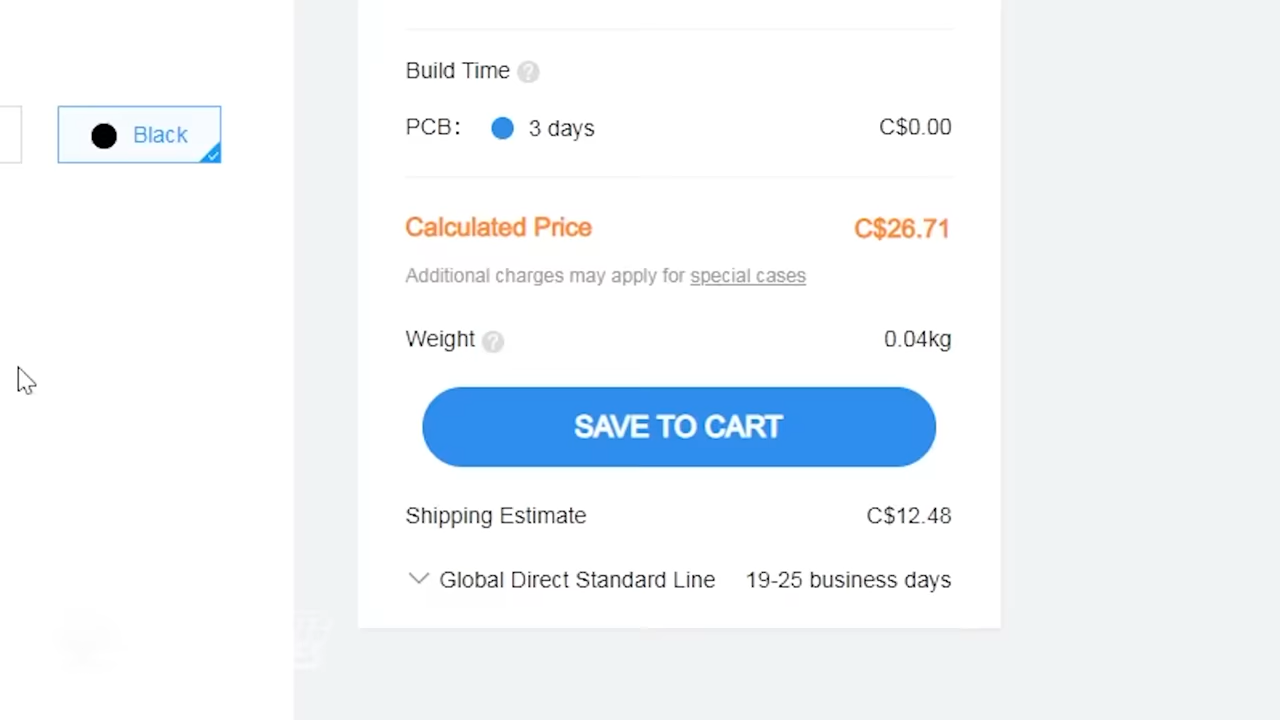 Build Time
PCB: 3 days C$0.00
Black
Calculated Price C$26.71
Additional charges may apply for special cases
Weight 0.04kg
SAVE TO CART
Shipping Estimate C$12.48
Global Direct Standard Line 19-25 business days